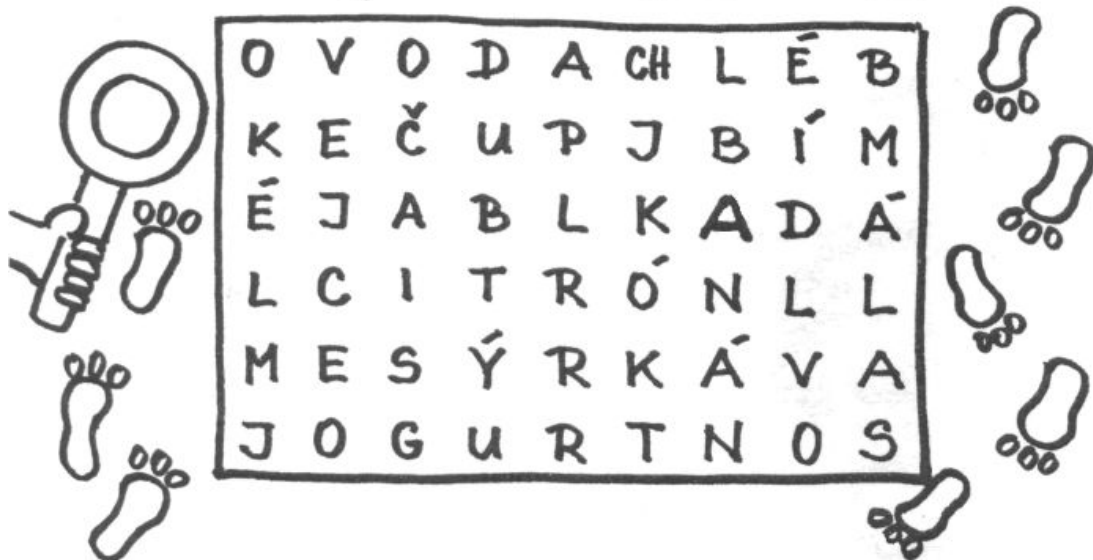 O V O D A CH L É B
K E Č U P J B Í M
É J A B L K A D Á
L C I T R Ó N L L
M E S Ý R K Á V A
J O G U R T N O S